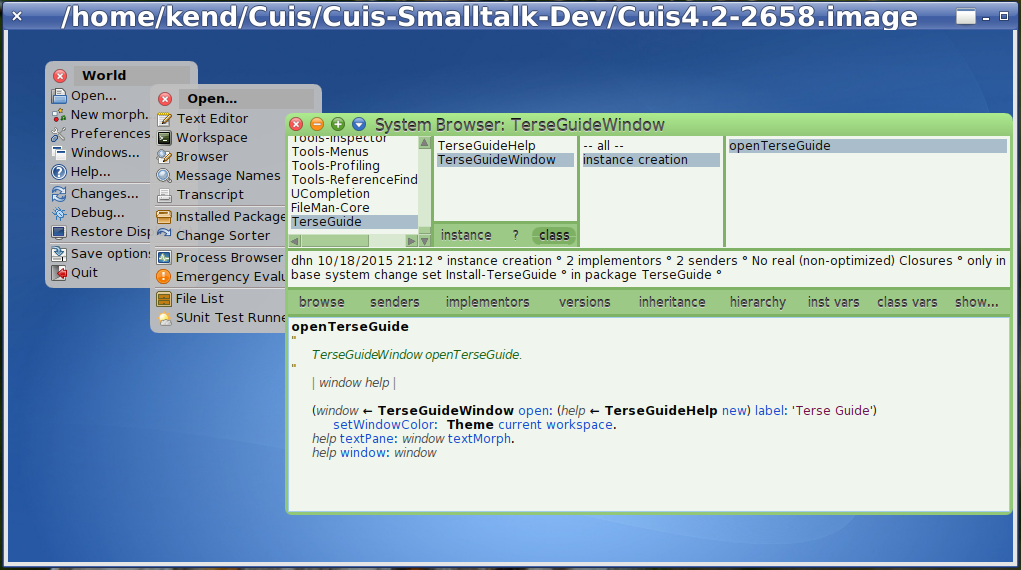 /home/kend/Cuis/Cuis-Smalltalk-Dev/Cuis4.2-2658.image
World
Open...
New morph.
Preferences
Windows...
Help...
Changes...
Debug...
Restore Disp
Save options
Quit
Open...
Text Editor
Workspace
Browser
Message Names
Transcript
Installed Package
Change Sorter
Process Browser
Emergency Evalu
File List
SUnit Test Runne
System Browser: TerseGuideWindow
Tools-Inspector
Tools-Menus
Tools-Profiling
Tools-ReferenceFind
UCompletion
FileMan-Core
TerseGuide
TerseGuideHelp
TerseGuideWindow
instance ? class
-- all --
instance creation
openTerseGuide
dhn 10/18/2015 21:12 ° instance creation ° 2 implementors ° 2 senders ° No real (non-optimized) Closures ° only in
base system change set Install-TerseGuide ° in package TerseGuide °
browse senders implementors versions inheritance hierarchy inst vars class vars show...
openTerseGuide
"
TerseGuideWindow openTerseGuide.
"
| window help |
(window ← TerseGuideWindow open: (help ← TerseGuideHelp new) label: 'Terse Guide')
setWindowColor: Theme current workspace.
help textPane: window textMorph.
help window: window